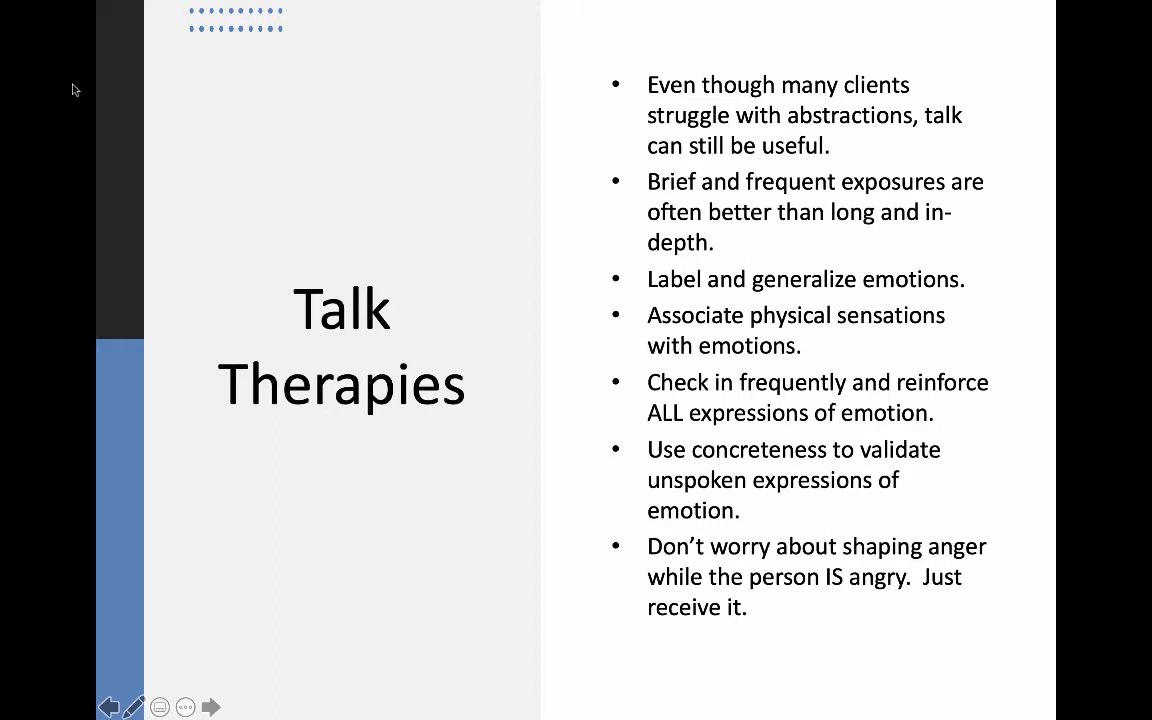 Talk
Therapies
• Even though many clients
struggle with abstractions, talk
can still be useful.
• Brief and frequent exposures are
often better than long and in-
depth.
• Label and generalize emotions.
• Associate physical sensations
with emotions.
• Check in frequently and reinforce
ALL expressions of emotion.
• Use concreteness to validate
unspoken expressions of
emotion.
• Don’t worry about shaping anger
while the person IS angry.  Just
receive it.